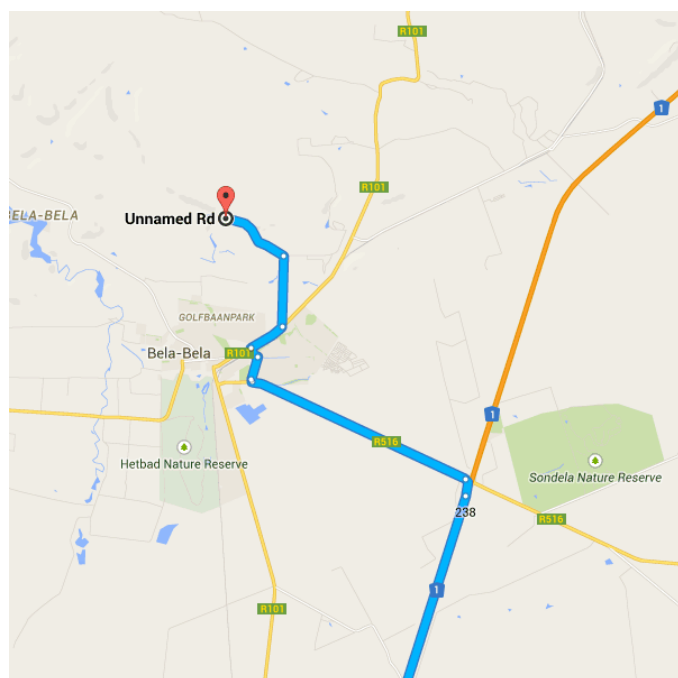 R101
1
R101
BELA-BELA
Unnamed Rd
GOLFBAANPARK
Bela-Bela
R101
1
R516
Hetbad Nature Reserve
Sondela Nature Reserve
238
R516
1
R101